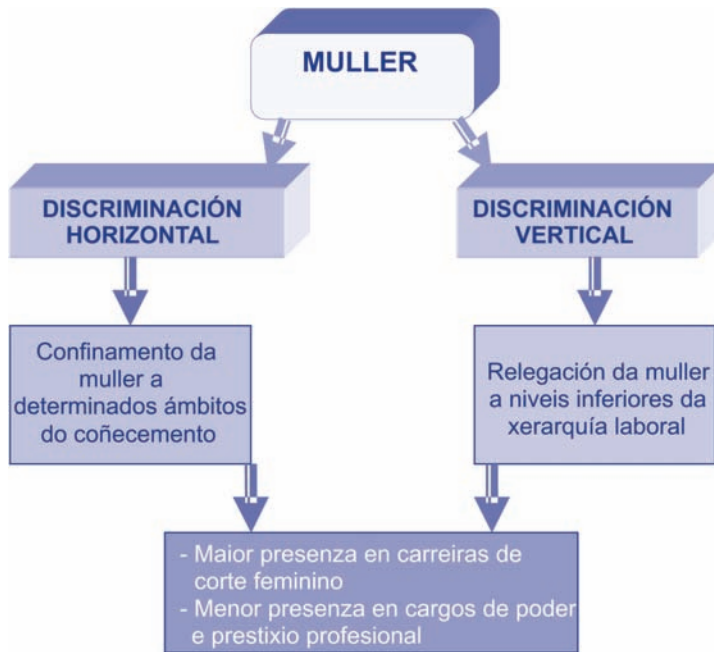 MULLER
DISCRIMINACIÓN
HORIZONTAL
DISCRIMINACIÓN
VERTICAL
Confinamento da
muller a
determinados ámbitos
do coñecemento
Relegación da muller
a niveis inferiores da
xerarquía laboral
- Maior presenza en carreiras de
corte feminino
- Menor presenza en cargos de poder
e prestixio profesional